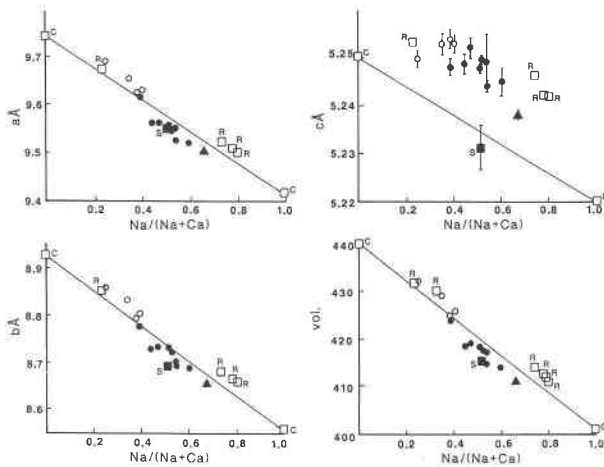 9.7
9.6
9.5
9.4
aÅ
C
R
S
R
R
R
C
0.2 0.4 0.6 0.8 1.0
Na/(Na+Ca)
5.25
5.24
5.23
5.22
cÅ
C
R
R
R
R
S
C
0.2 0.4 0.6 0.8 1.0
Na/(Na+Ca)
8.9
8.8
8.7
8.6
bÅ
C
R
S
R
R
R
C
0.2 0.4 0.6 0.8 1.0
Na/(Na+Ca)
440
430
420
410
400
vol.
C
R
R
R
R
R
R
S
C
0.2 0.4 0.6 0.8 1.0
Na/(Na+Ca)